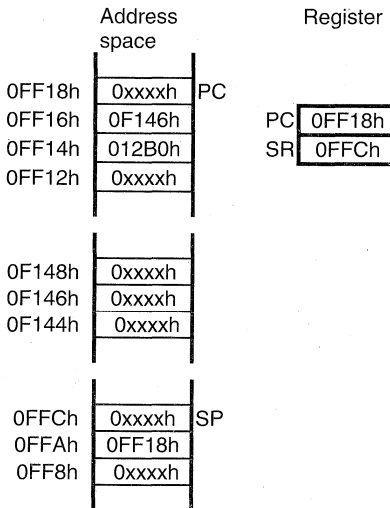 Address Register
space
0FF18h 0xxxxh PC
0FF16h 0F146h PC 0FF18h
0FF14h 012B0h SR 0FFCh
0FF12h 0xxxxh
0F148h 0xxxxh
0F146h 0xxxxh
0F144h 0xxxxh
0FFCh 0xxxxh SP
0FFAh 0FF18h
0FF8h 0xxxxh